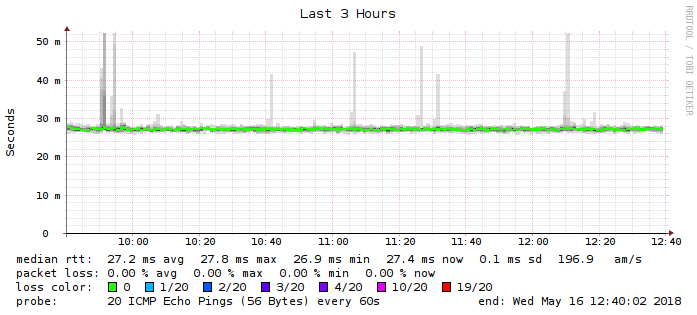 Last 3 Hours
RRDTOOL / TOBI OETIKER
Seconds
50 m
40 m
30 m
20 m
10 m
0
10:00 10:20 10:40 11:00 11:20 11:40 12:00 12:20 12:40
median rtt: 27.2 ms avg 27.8 ms max 26.9 ms min 27.4 ms now 0.1 ms sd 196.9 am/s
packet loss: 0.00 % avg 0.00 % max 0.00 % min 0.00 % now
loss color: 0 1/20 2/20 3/20 4/20 10/20 19/20
probe: 20 ICMP Echo Pings (56 Bytes) every 60s end: Wed May 16 12:40:02 2018